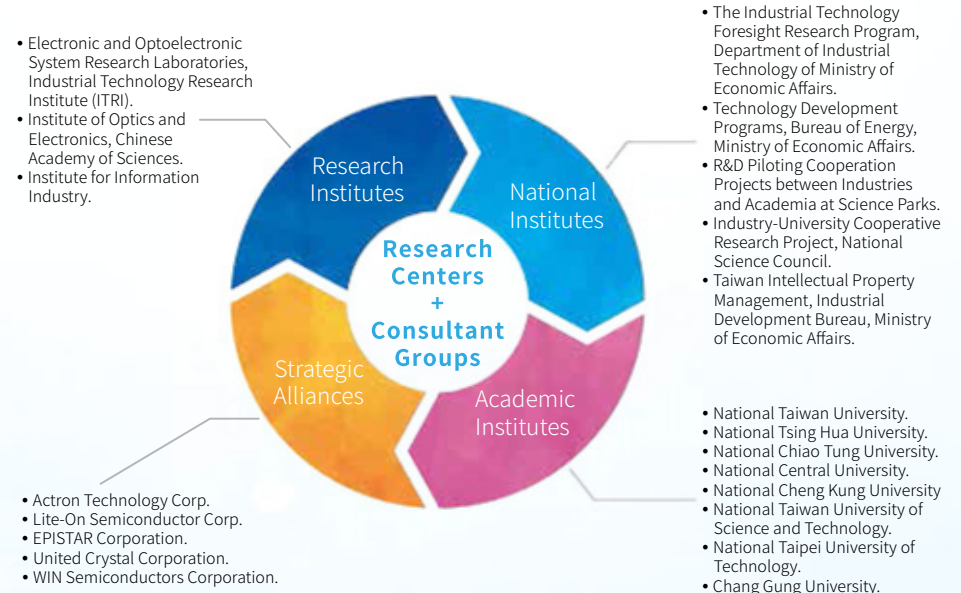 • Electronic and Optoelectronic
System Research Laboratories,
Industrial Technology Research
Institute (ITRI).
• Institute of Optics and
Electronics, Chinese
Academy of Sciences.
• Institute for Information
Industry.
• The Industrial Technology
Foresight Research Program,
Department of Industrial
Technology of Ministry of
Economic Affairs.
• Technology Development
Programs, Bureau of Energy,
Ministry of Economic Affairs.
• R&D Piloting Cooperation
Projects between Industries
and Academia at Science Parks.
• Industry-University Cooperative
Research Project, National
Science Council.
• Taiwan Intellectual Property
Management, Industrial
Development Bureau, Ministry
of Economic Affairs.
Research
Institutes
National
Institutes
Research
Centers
+
Consultant
Groups
Strategic
Alliances
Academic
Institutes
• Actron Technology Corp.
• Lite-On Semiconductor Corp.
• EPISTAR Corporation.
• United Crystal Corporation.
• WIN Semiconductors Corporation.
• National Taiwan University.
• National Tsing Hua University.
• National Chiao Tung University.
• National Central University.
• National Cheng Kung University
• National Taiwan University of
Science and Technology.
• National Taipei University of
Technology.
• Chang Gung University.